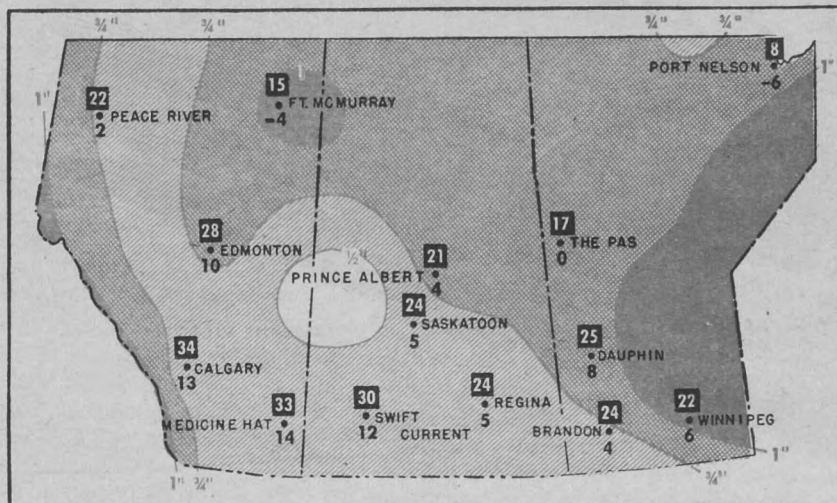 ¾"
¾"
¾"
¾"
8
PORT NELSON
-6
1"
1"
22
PEACE RIVER
2
15
FT. MCMURRAY
-4
1"
28
EDMONTON
10
½"
21
PRINCE ALBERT
4
17
THE PAS
0
24
SASKATOON
5
34
CALGARY
13
25
DAUPHIN
8
33
MEDICINE HAT
14
30
SWIFT
12
CURRENT
24
REGINA
5
24
BRANDON
4
22
WINNIPEG
6
1"
¾"
¾"
1"